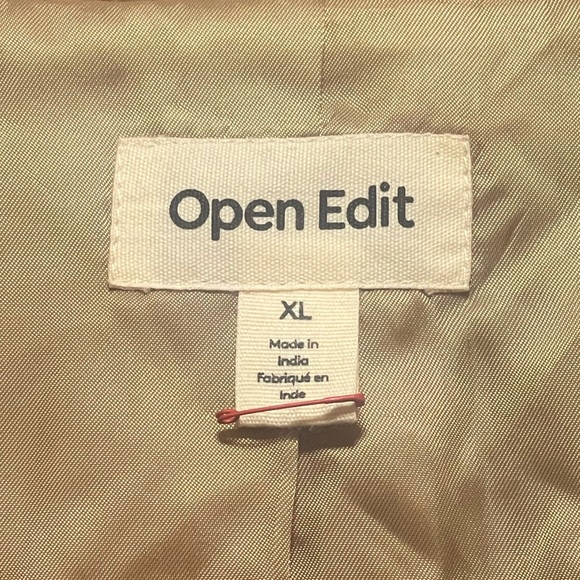 Open Edit
XL
Made in
India
Fabriqué en
Inde